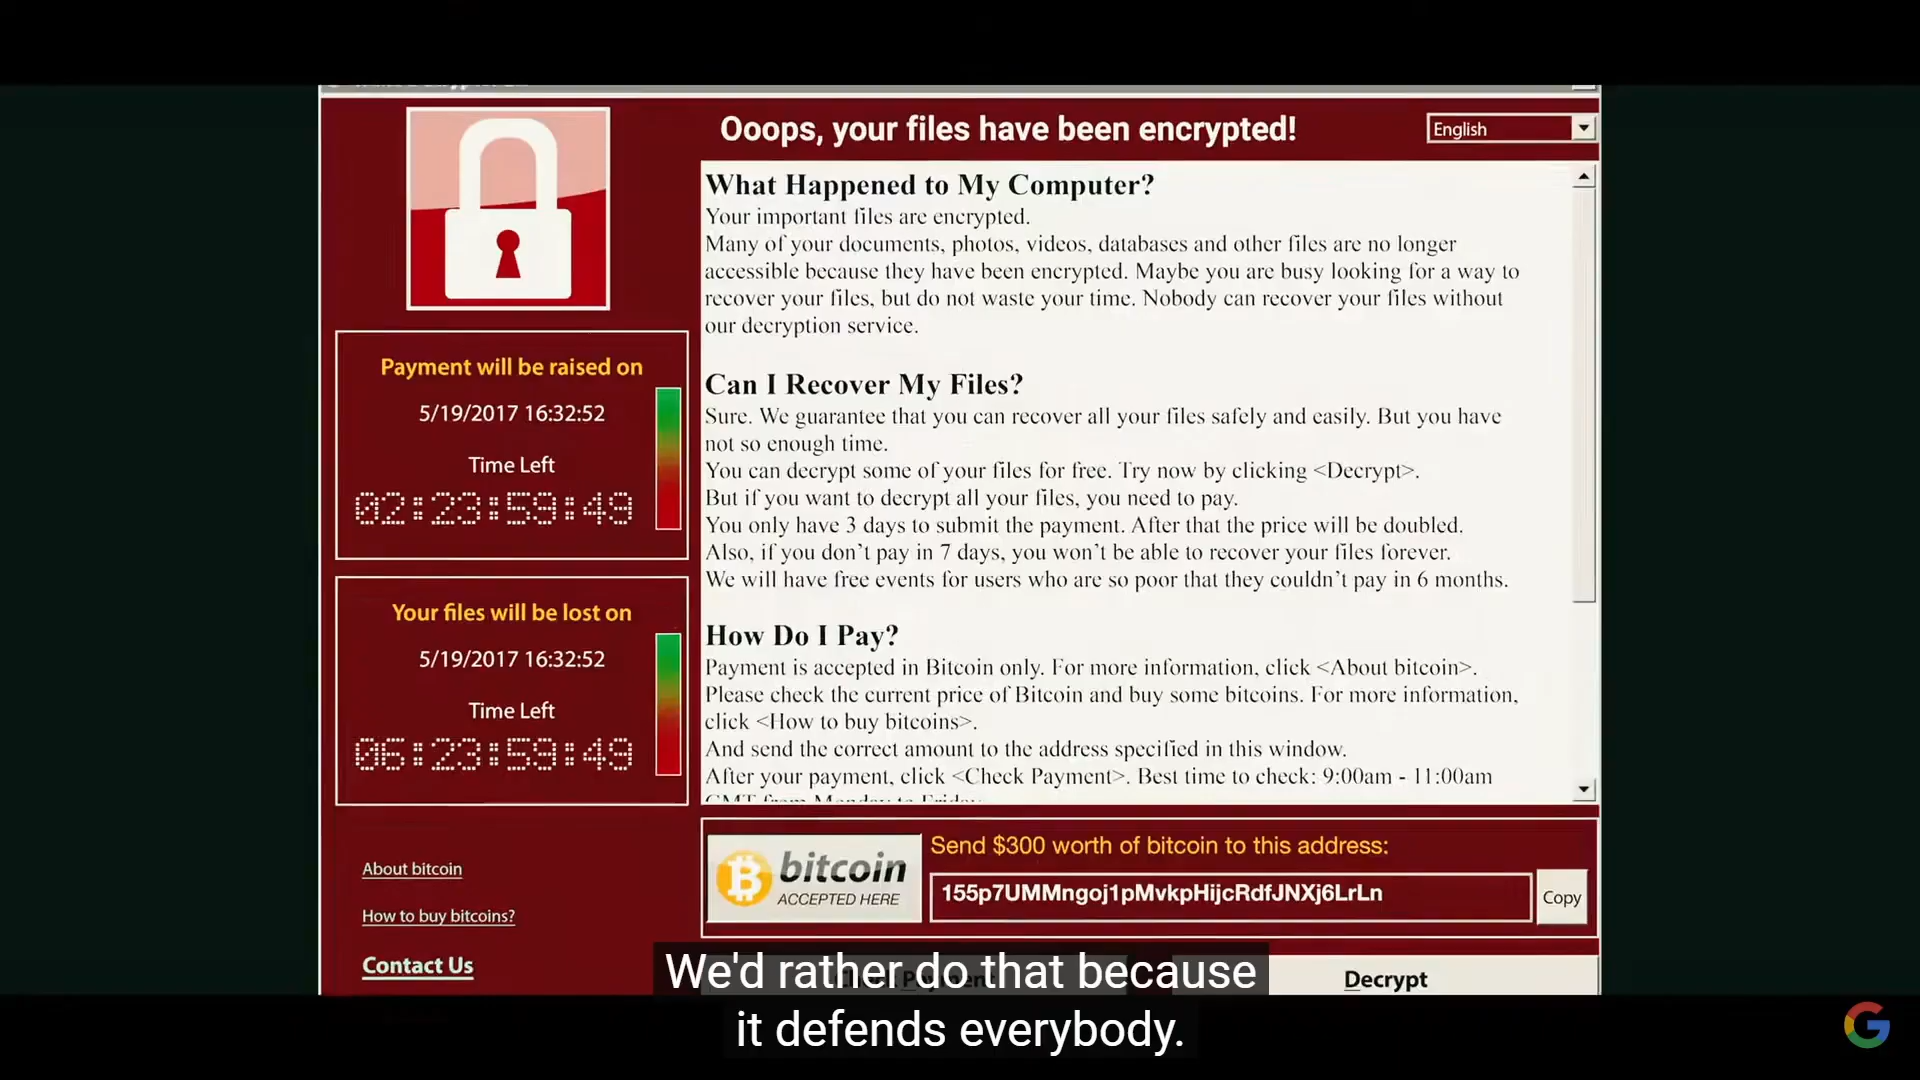 Ooops, your files have been encrypted!
English
What Happened to My Computer?
Your important files are encrypted.
Many of your documents, photos, videos, databases and other files are no longer
accessible because they have been encrypted. Maybe you are busy looking for a way to
recover your files, but do not waste your time. Nobody can recover your files without
our decryption service.
Can I Recover My Files?
Sure. We guarantee that you can recover all your files safely and easily. But you have
not so enough time.
You can decrypt some of your files for free. Try now by clicking <Decrypt>.
But if you want to decrypt all your files, you need to pay.
You only have 3 days to submit the payment. After that the price will be doubled.
Also, if you don't pay in 7 days, you won't be able to recover your files forever.
We will have free events for users who are so poor that they couldn't pay in 6 months.
How Do I Pay?
Payment is accepted in Bitcoin only. For more information, click <About bitcoin>.
Please check the current price of Bitcoin and buy some bitcoins. For more information,
click <How to buy bitcoins>.
And send the correct amount to the address specified in this window.
After your payment, click <Check Payment>. Best time to check: 9:00am - 11:00am
GMT from Monday to Friday
Payment will be raised on
5/19/2017 16:32:52
Time Left
02:23:59:49
Your files will be lost on
5/19/2017 16:32:52
Time Left
06:23:59:49
About bitcoin
How to buy bitcoins?
Contact Us
bitcoin
ACCEPTED HERE
Send $300 worth of bitcoin to this address:
155p7UMMngoj1pMvkpHijcRdfJNXj6LrLn
Copy
Decrypt
We'd rather do that because
it defends everybody.